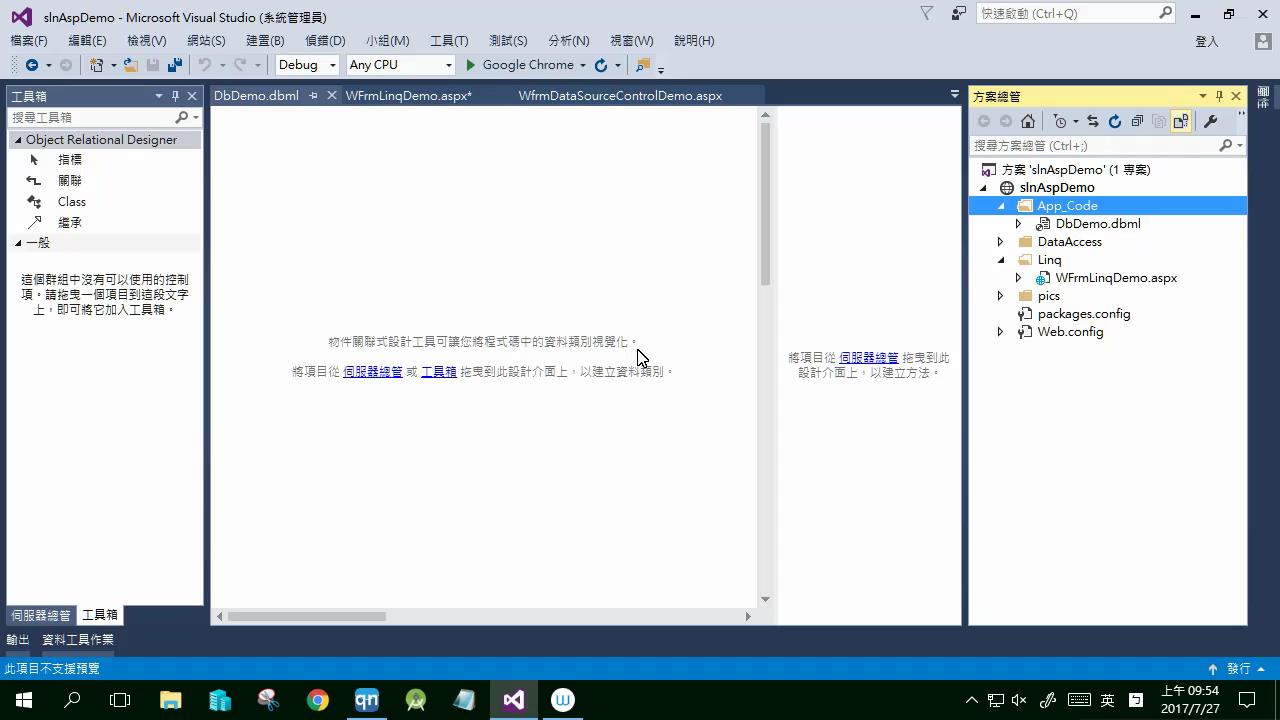 slnAspDemo - Microsoft Visual Studio (系統管理員)
快速啟動 (Ctrl+Q)
檔案(F) 編輯(E) 檢視(V) 網站(S) 建置(B) 偵錯(D) 小組(M) 工具(T) 測試(S) 分析(N) 視窗(W) 說明(H)
登入
Debug Any CPU Google Chrome
工具箱
搜尋工具箱
Object Relational Designer
指標
關聯
Class
繼承
一般
這個群組中沒有可以使用的控制
項。請拖曳一個項目到這段文字
上，即可將它加入工具箱。
伺服器總管 工具箱
DbDemo.dbml WFrmLinqDemo.aspx* WfrmDataSourceControlDemo.aspx
物件關聯式設計工具可讓您將程式碼中的資料類別視覺化。
將項目從 伺服器總管 或 工具箱 拖曳到此設計介面上，以建立資料類別。
將項目從 伺服器總管 拖曳到此
設計介面上，以建立方法。
方案總管
搜尋方案總管 (Ctrl+;)
方案 'slnAspDemo' (1 專案)
slnAspDemo
App_Code
DbDemo.dbml
DataAccess
Linq
WFrmLinqDemo.aspx
pics
packages.config
Web.config
輸出 資料工具作業
此項目不支援預覽
發行
qn
w
英
上午 09:54
2017/7/27